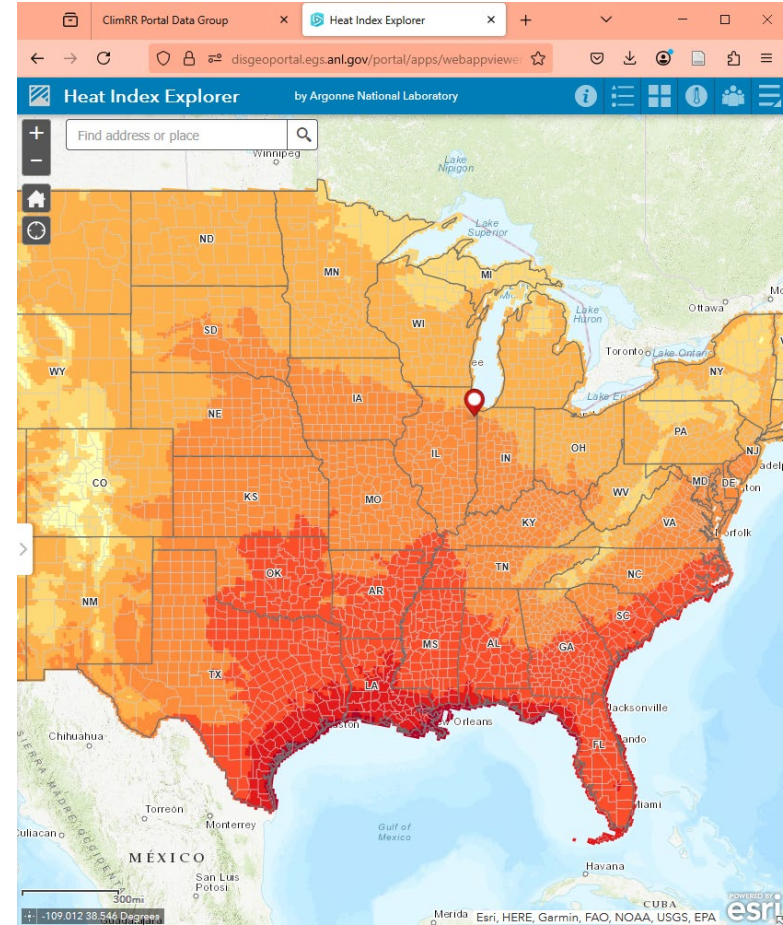 ClimRR Portal Data Group
Heat Index Explorer
disgeoportal.egs.anl.gov/portal/apps/webappviewer
Heat Index Explorer
by Argonne National Laboratory
Find address or place
Winnipeg
Lake
Nipigon
Lake
Superior
ND
MN
MI
Lake
Huron
Ottawa
SD
WI
Toronto
Lake Ontario
WY
NY
NE
IA
IL
IN
OH
PA
NJ
CO
WV
MD
DE
KS
MO
KY
VA
TN
NC
OK
AR
NM
SC
MS
AL
GA
TX
LA
Jacksonville
New Orleans
FL
Chihuahua
SIERRA MADRE OCCIDENTAL
Torreón
Monterrey
Gulf of
Mexico
MÉXICO
San Luis
Potosi
Havana
CUBA
300mi
-109.012 38.546 Degrees
Merida
Esri, HERE, Garmin, FAO, NOAA, USGS, EPA
POWERED BY
esri